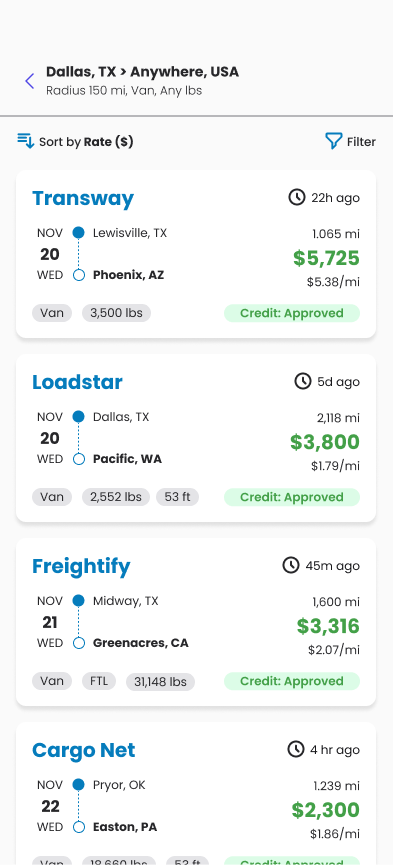 Dallas, TX > Anywhere, USA
Radius 150 mi, Van, Any lbs
Sort by Rate ($)
Filter
Transway
22h ago
NOV
20
WED
Lewisville, TX
Phoenix, AZ
1.065 mi
$5,725
$5.38/mi
Van
3,500 lbs
Credit: Approved
Loadstar
5d ago
NOV
20
WED
Dallas, TX
Pacific, WA
2,118 mi
$3,800
$1.79/mi
Van
2,552 lbs
53 ft
Credit: Approved
Freightify
45m ago
NOV
21
WED
Midway, TX
Greenacres, CA
1,600 mi
$3,316
$2.07/mi
Van
FTL
31,148 lbs
Credit: Approved
Cargo Net
4 hr ago
NOV
22
WED
Pryor, OK
Easton, PA
1.239 mi
$2,300
$1.86/mi
Van
18,660 lbs
53 ft
Credit: Approved